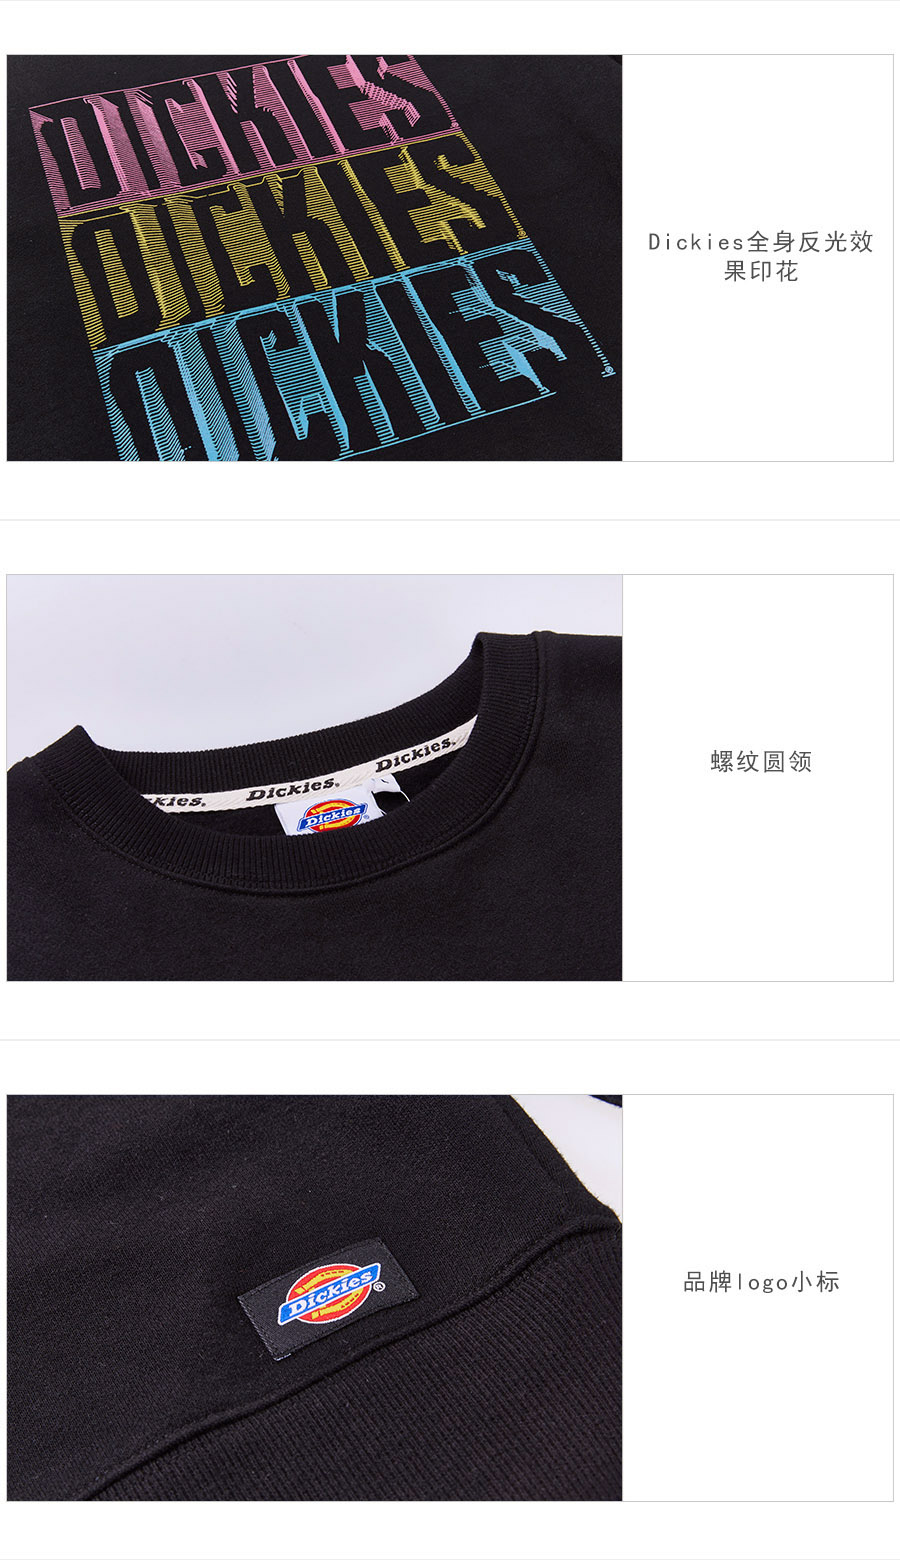 DICKIES
DICKIES
DICKIES
Dickies全身反光效
果印花
kies.
Dickies.
Dickies.
Dickies
L
螺纹圆领
Dickies®
品牌logo小标